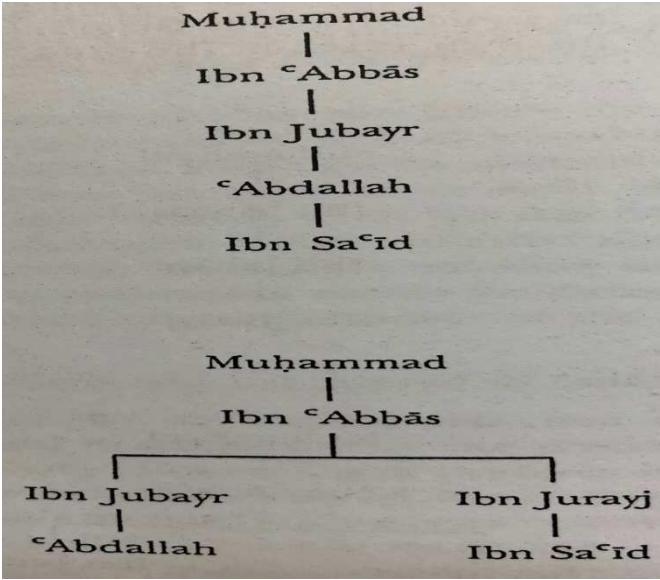 Muḥammad
Ibn ᶜAbbās
Ibn Jubayr
ᶜAbdallah
Ibn Saᶜīd
Muḥammad
Ibn ᶜAbbās
Ibn Jubayr Ibn Jurayj
ᶜAbdallah Ibn Saᶜīd